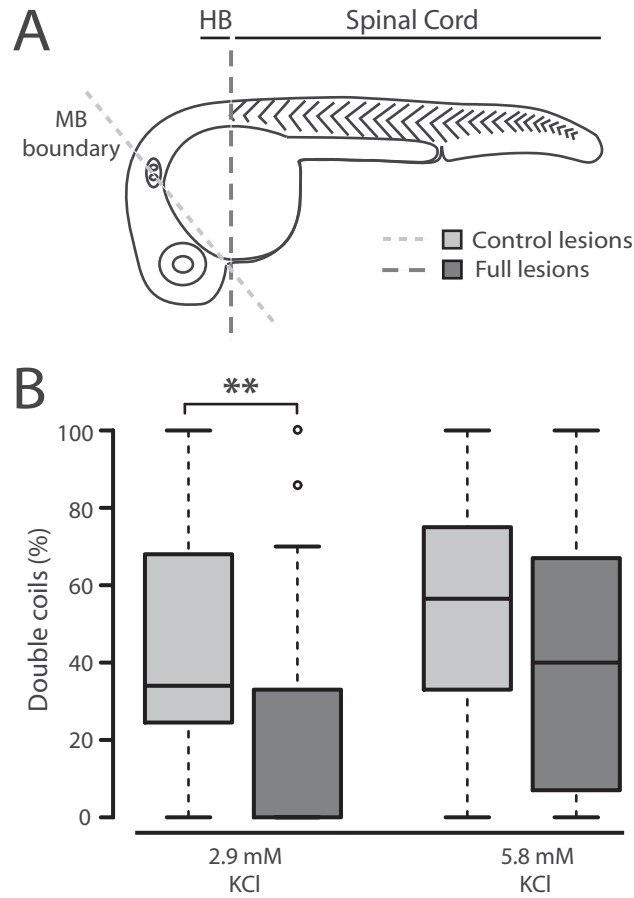 A
HB
Spinal Cord
MB
boundary
Control lesions
Full lesions
B
**
Double coils (%)
100
80
60
40
20
0
2.9 mM
KCl
5.8 mM
KCl